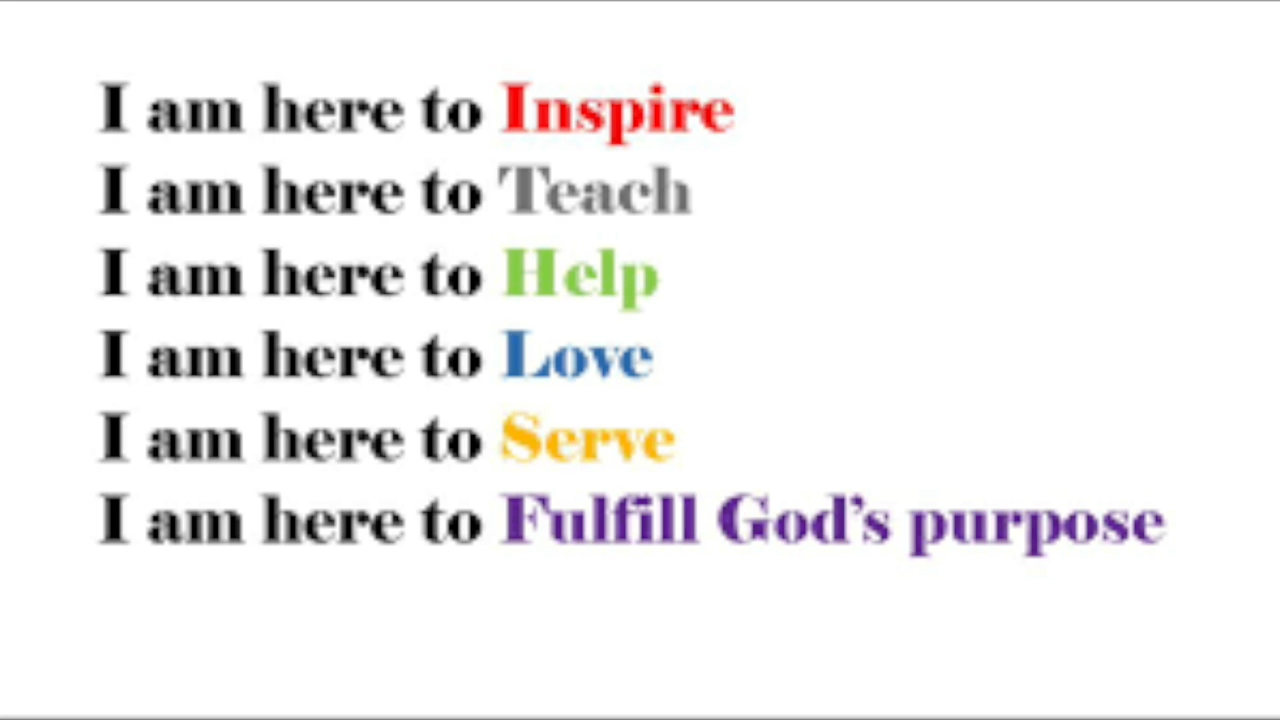 I am here to Inspire
I am here to Teach
I am here to Help
I am here to Love
I am here to Serve
I am here to Fulfill God’s purpose